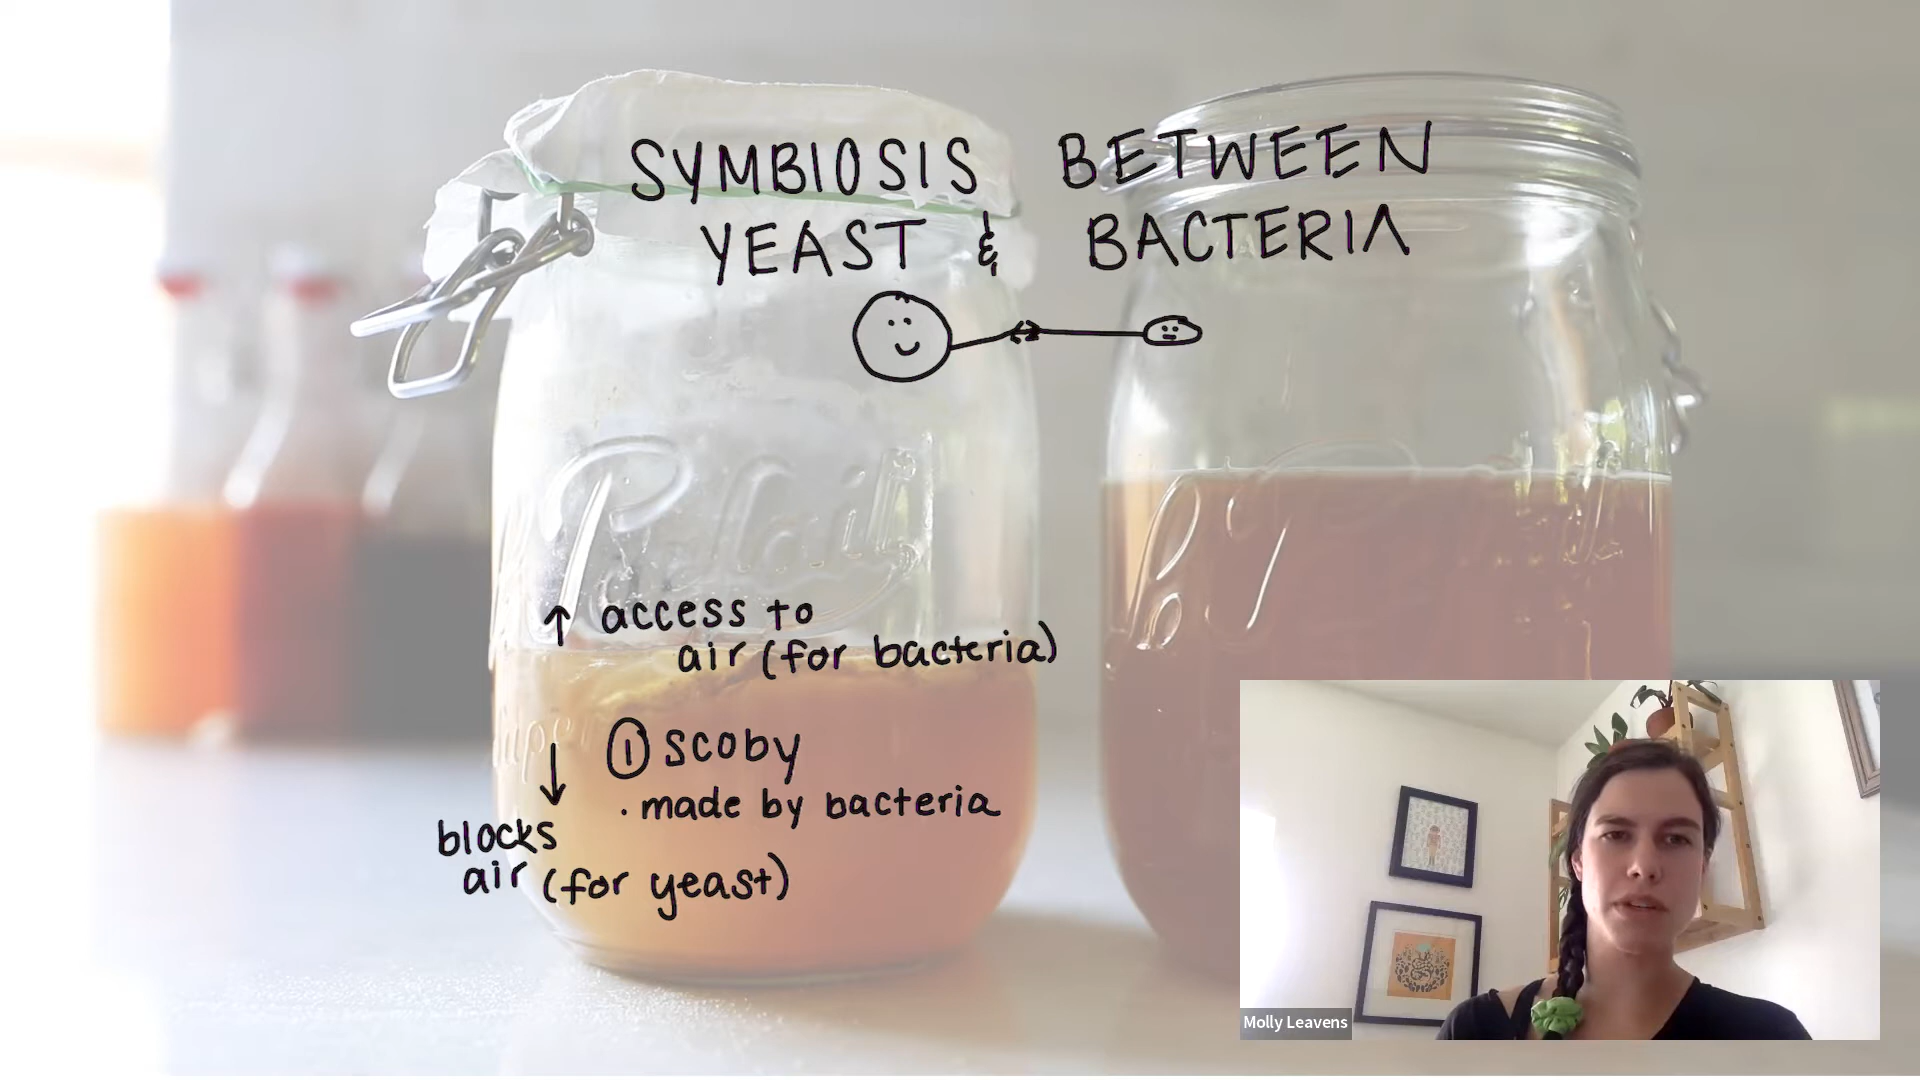 SYMBIOSIS BETWEEN
YEAST & BACTERIA
↑ access to
air (for bacteria)
① SCOBY
· made by bacteria
↓
blocks
air (for yeast)
Molly Leavens